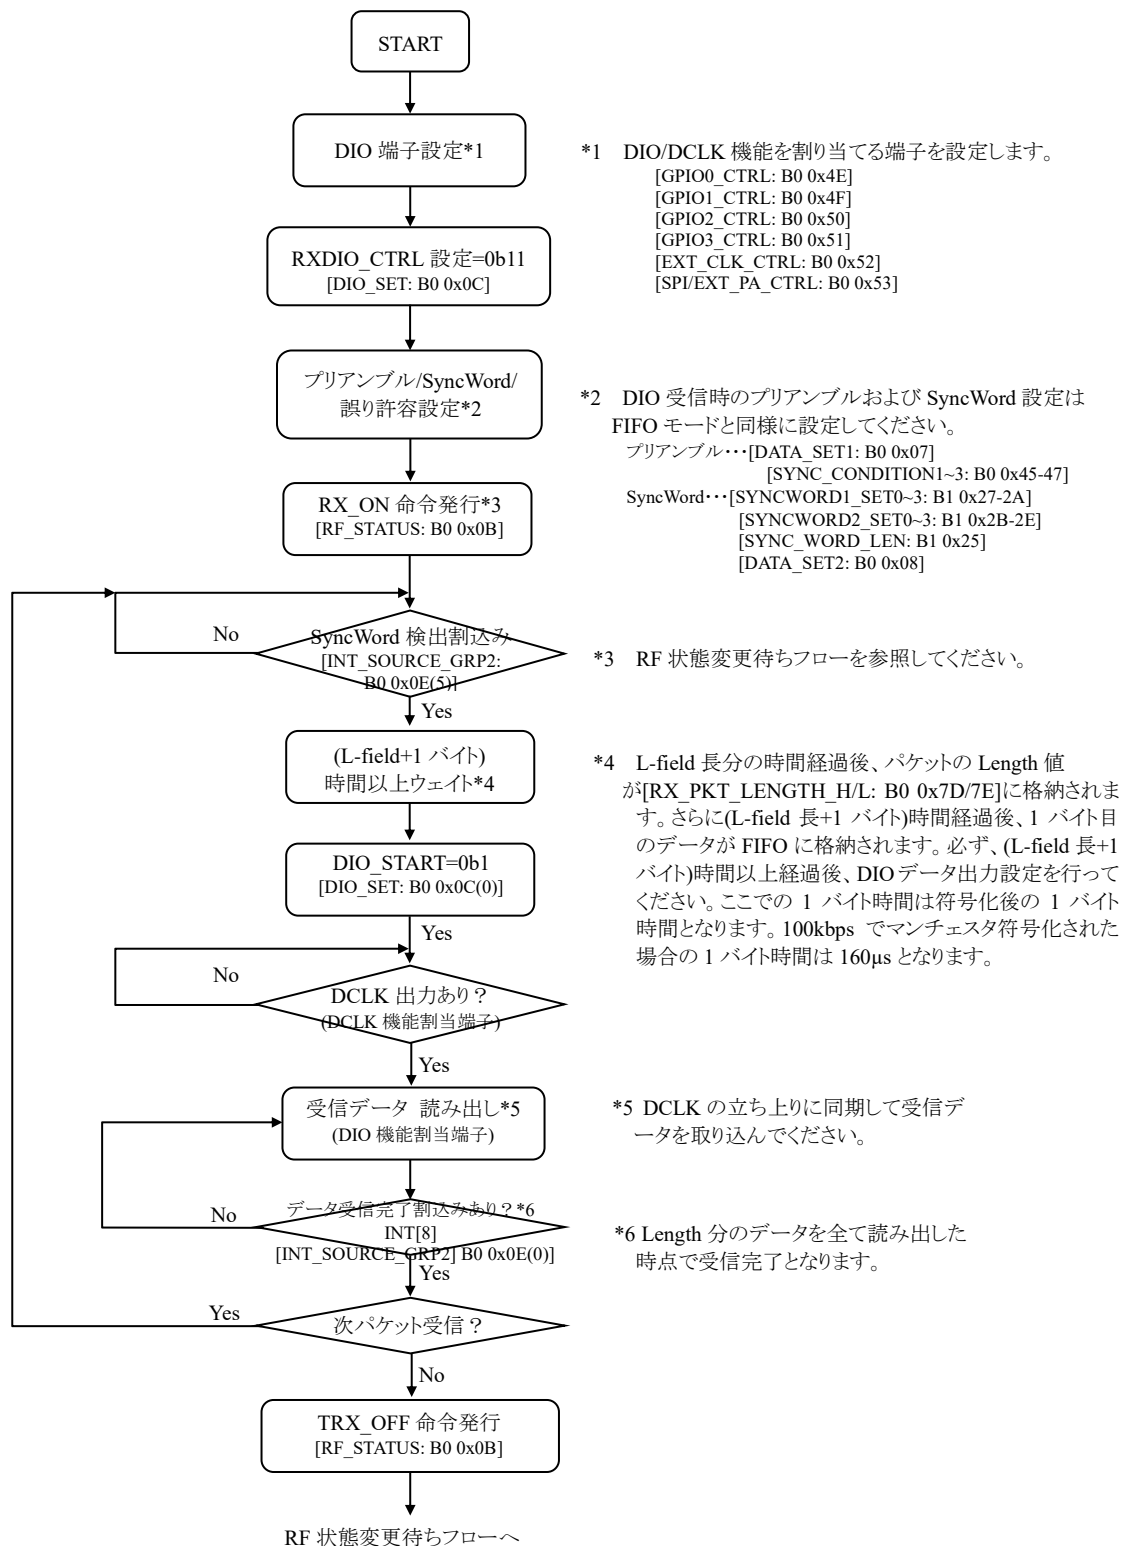 START
DIO 端子設定*1
*1 DIO/DCLK 機能を割り当てる端子を設定します。
[GPIO0_CTRL: B0 0x4E]
[GPIO1_CTRL: B0 0x4F]
[GPIO2_CTRL: B0 0x50]
[GPIO3_CTRL: B0 0x51]
[EXT_CLK_CTRL: B0 0x52]
[SPI/EXT_PA_CTRL: B0 0x53]
RXDIO_CTRL 設定=0b11
[DIO_SET: B0 0x0C]
プリアンブル/SyncWord/
誤り許容設定*2
*2 DIO 受信時のプリアンブルおよび SyncWord 設定は
FIFO モードと同様に設定してください。
プリアンブル・・・[DATA_SET1: B0 0x07]
[SYNC_CONDITION1~3: B0 0x45-47]
SyncWord・・・[SYNCWORD1_SET0~3: B1 0x27-2A]
[SYNCWORD2_SET0~3: B1 0x2B-2E]
[SYNC_WORD_LEN: B1 0x25]
[DATA_SET2: B0 0x08]
RX_ON 命令発行*3
[RF_STATUS: B0 0x0B]
No
SyncWord 検出割込み
[INT_SOURCE_GRP2:
B0 0x0E(5)]
*3 RF 状態変更待ちフローを参照してください。
Yes
(L-field+1 バイト)
時間以上ウェイト*4
*4 L-field 長分の時間経過後、パケットの Length 値
が[RX_PKT_LENGTH_H/L: B0 0x7D/7E]に格納されま
す。さらに(L-field 長+1 バイト)時間経過後、1 バイト目
のデータが FIFO に格納されます。必ず、(L-field 長+1
バイト)時間以上経過後、DIO データ出力設定を行って
ください。ここでの 1 バイト時間は符号化後の 1 バイト
時間となります。100kbps でマンチェスタ符号化された
場合の 1 バイト時間は 160μs となります。
DIO_START=0b1
[DIO_SET: B0 0x0C(0)]
Yes
No
DCLK 出力あり？
(DCLK 機能割当端子)
Yes
受信データ 読み出し*5
(DIO 機能割当端子)
*5 DCLK の立ち上りに同期して受信デ
ータを取り込んでください。
No
データ受信完了割込みあり？*6
INT[8]
[INT_SOURCE_GRP2] B0 0x0E(0)]
*6 Length 分のデータを全て読み出した
時点で受信完了となります。
Yes
Yes
次パケット受信？
No
TRX_OFF 命令発行
[RF_STATUS: B0 0x0B]
RF 状態変更待ちフローへ